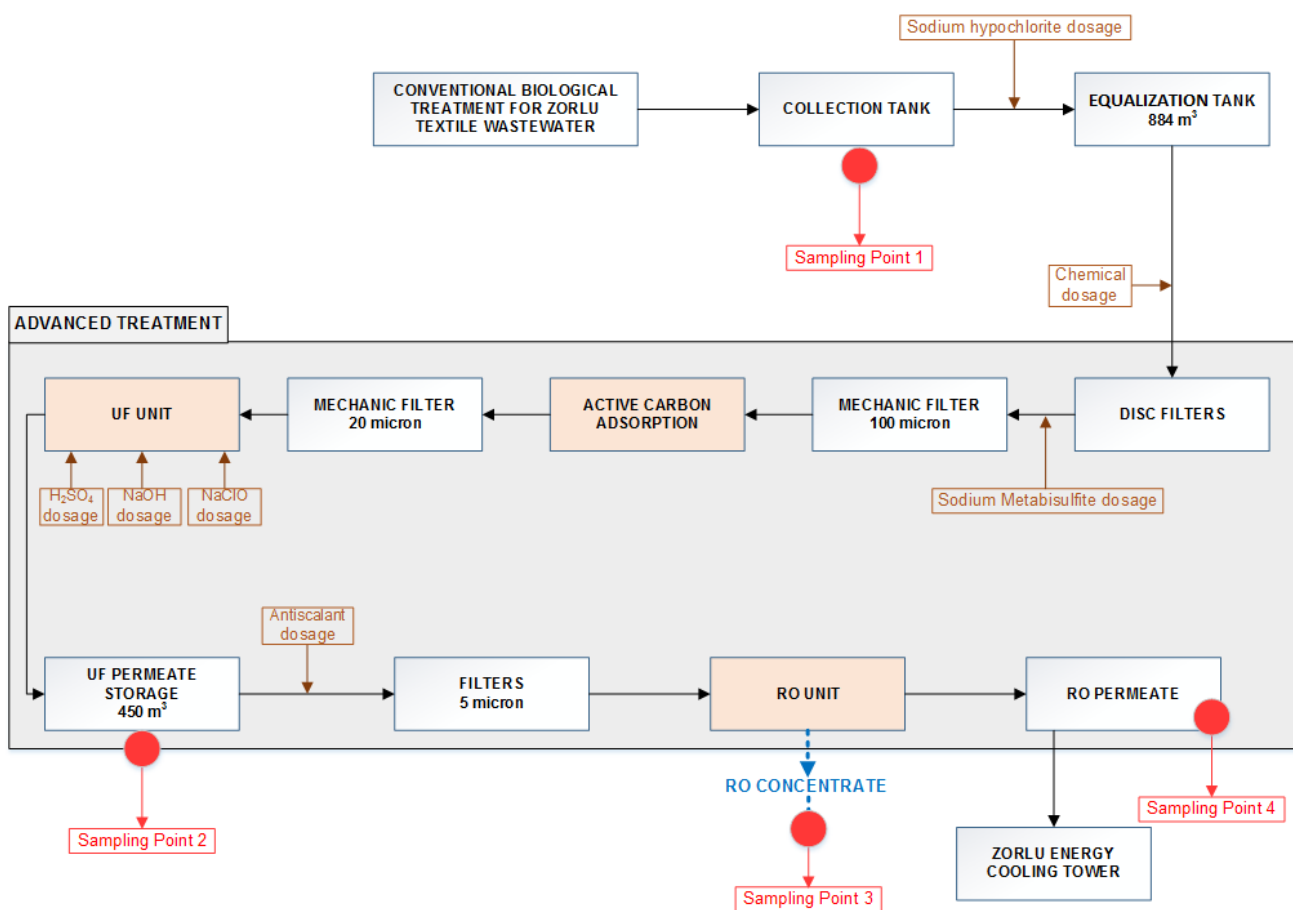 Sodium hypochlorite dosage
CONVENTIONAL BIOLOGICAL
TREATMENT FOR ZORLU
TEXTILE WASTEWATER
COLLECTION TANK
EQUALIZATION TANK
884 m³
Sampling Point 1
Chemical
dosage
ADVANCED TREATMENT
UF UNIT
MECHANIC FILTER
20 micron
ACTIVE CARBON
ADSORPTION
MECHANIC FILTER
100 micron
DISC FILTERS
H₂SO₄
dosage
NaOH
dosage
NaClO
dosage
Sodium Metabisulfite dosage
Antiscalant
dosage
UF PERMEATE
STORAGE
450 m³
FILTERS
5 micron
RO UNIT
RO PERMEATE
RO CONCENTRATE
Sampling Point 4
Sampling Point 2
ZORLU ENERGY
COOLING TOWER
Sampling Point 3